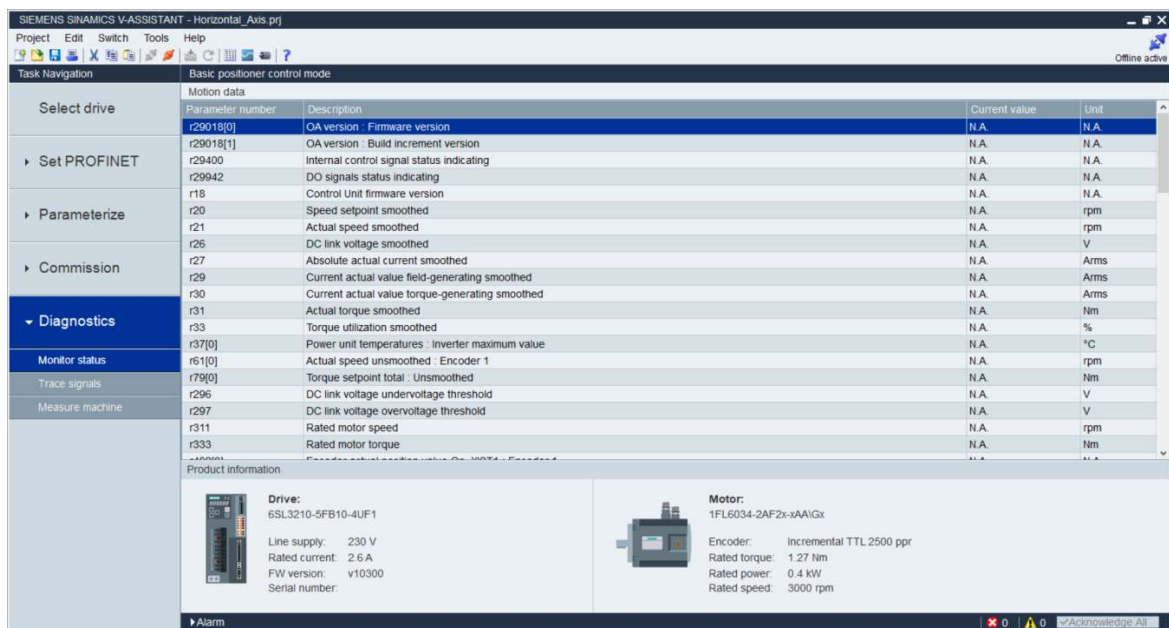 SIEMENS SINAMICS V-ASSISTANT - Horizontal_Axis.prj
Project Edit Switch Tools Help
Offline active
Task Navigation
Basic positioner control mode
Select drive
Set PROFINET
Parameterize
Commission
Diagnostics
Monitor status
Trace signals
Measure machine
Motion data
Parameter number Description Current value Unit
r29018[0] OA version : Firmware version N.A. N.A.
r29018[1] OA version : Build increment version N.A. N.A.
r29400 Internal control signal status indicating N.A. N.A.
r29942 DO signals status indicating N.A. N.A.
r18 Control Unit firmware version N.A. N.A.
r20 Speed setpoint smoothed N.A. rpm
r21 Actual speed smoothed N.A. rpm
r26 DC link voltage smoothed N.A. V
r27 Absolute actual current smoothed N.A. Arms
r29 Current actual value field-generating smoothed N.A. Arms
r30 Current actual value torque-generating smoothed N.A. Arms
r31 Actual torque smoothed N.A. Nm
r33 Torque utilization smoothed N.A. %
r37[0] Power unit temperatures : Inverter maximum value N.A. °C
r61[0] Actual speed unsmoothed : Encoder 1 N.A. rpm
r79[0] Torque setpoint total : Unsmoothed N.A. Nm
r296 DC link voltage undervoltage threshold N.A. V
r297 DC link voltage overvoltage threshold N.A. V
r311 Rated motor speed N.A. rpm
r333 Rated motor torque N.A. Nm
Product information
Drive:
6SL3210-5FB10-4UF1
Line supply: 230 V
Rated current: 2.6 A
FW version: v10300
Serial number:
Motor:
1FL6034-2AF2x-xAA\Gx
Encoder: Incremental TTL 2500 ppr
Rated torque: 1.27 Nm
Rated power: 0.4 kW
Rated speed: 3000 rpm
Alarm 0 0 Acknowledge All